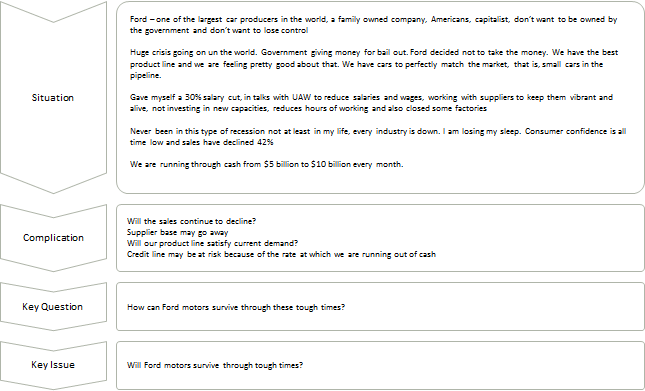 Situation
Ford – one of the largest car producers in the world, a family owned company, Americans, capitalist, don't want to be owned by
the government and don't want to lose control
Huge crisis going on un the world. Government giving money for bail out. Ford decided not to take the money. We have the best
product line and we are feeling pretty good about that. We have cars to perfectly match the market, that is, small cars in the
pipeline.
Gave myself a 30% salary cut, in talks with UAW to reduce salaries and wages, working with suppliers to keep them vibrant and
alive, not investing in new capacities, reduces hours of working and also closed some factories
Never been in this type of recession not at least in my life, every industry is down. I am losing my sleep. Consumer confidence is all
time low and sales have declined 42%
We are running through cash from $5 billion to $10 billion every month.
Complication
Will the sales continue to decline?
Supplier base may go away
Will our product line satisfy current demand?
Credit line may be at risk because of the rate at which we are running out of cash
Key Question
How can Ford motors survive through these tough times?
Key Issue
Will Ford motors survive through tough times?